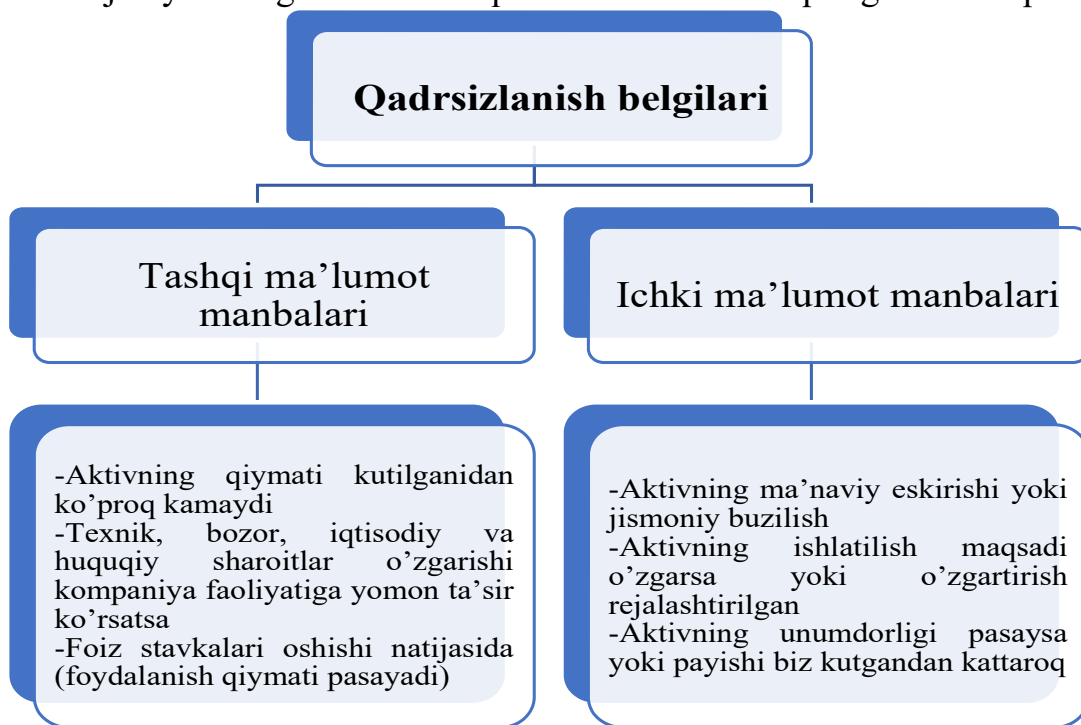 Qadrsizlanish belgilari
Tashqi ma’lumot
manbalari
Ichki ma’lumot manbalari
-Aktivning qiymati kutilganidan
ko’proq kamaydi
-Texnik, bozor, iqtisodiy va
huquqiy sharoitlar o’zgarishi
kompaniya faoliyatiga yomon ta’sir
ko’rsatsa
-Foiz stavkalari oshishi natijasida
(foydalanish qiymati pasayadi)
-Aktivning ma’naviy eskirishi yoki
jismoniy buzilish
-Aktivning ishlatilish maqsadi
o’zgarsa yoki o’zgartirish
rejalashtirilgan
-Aktivning unumdorligi pasaysa
yoki payishi biz kutgandan kattaroq